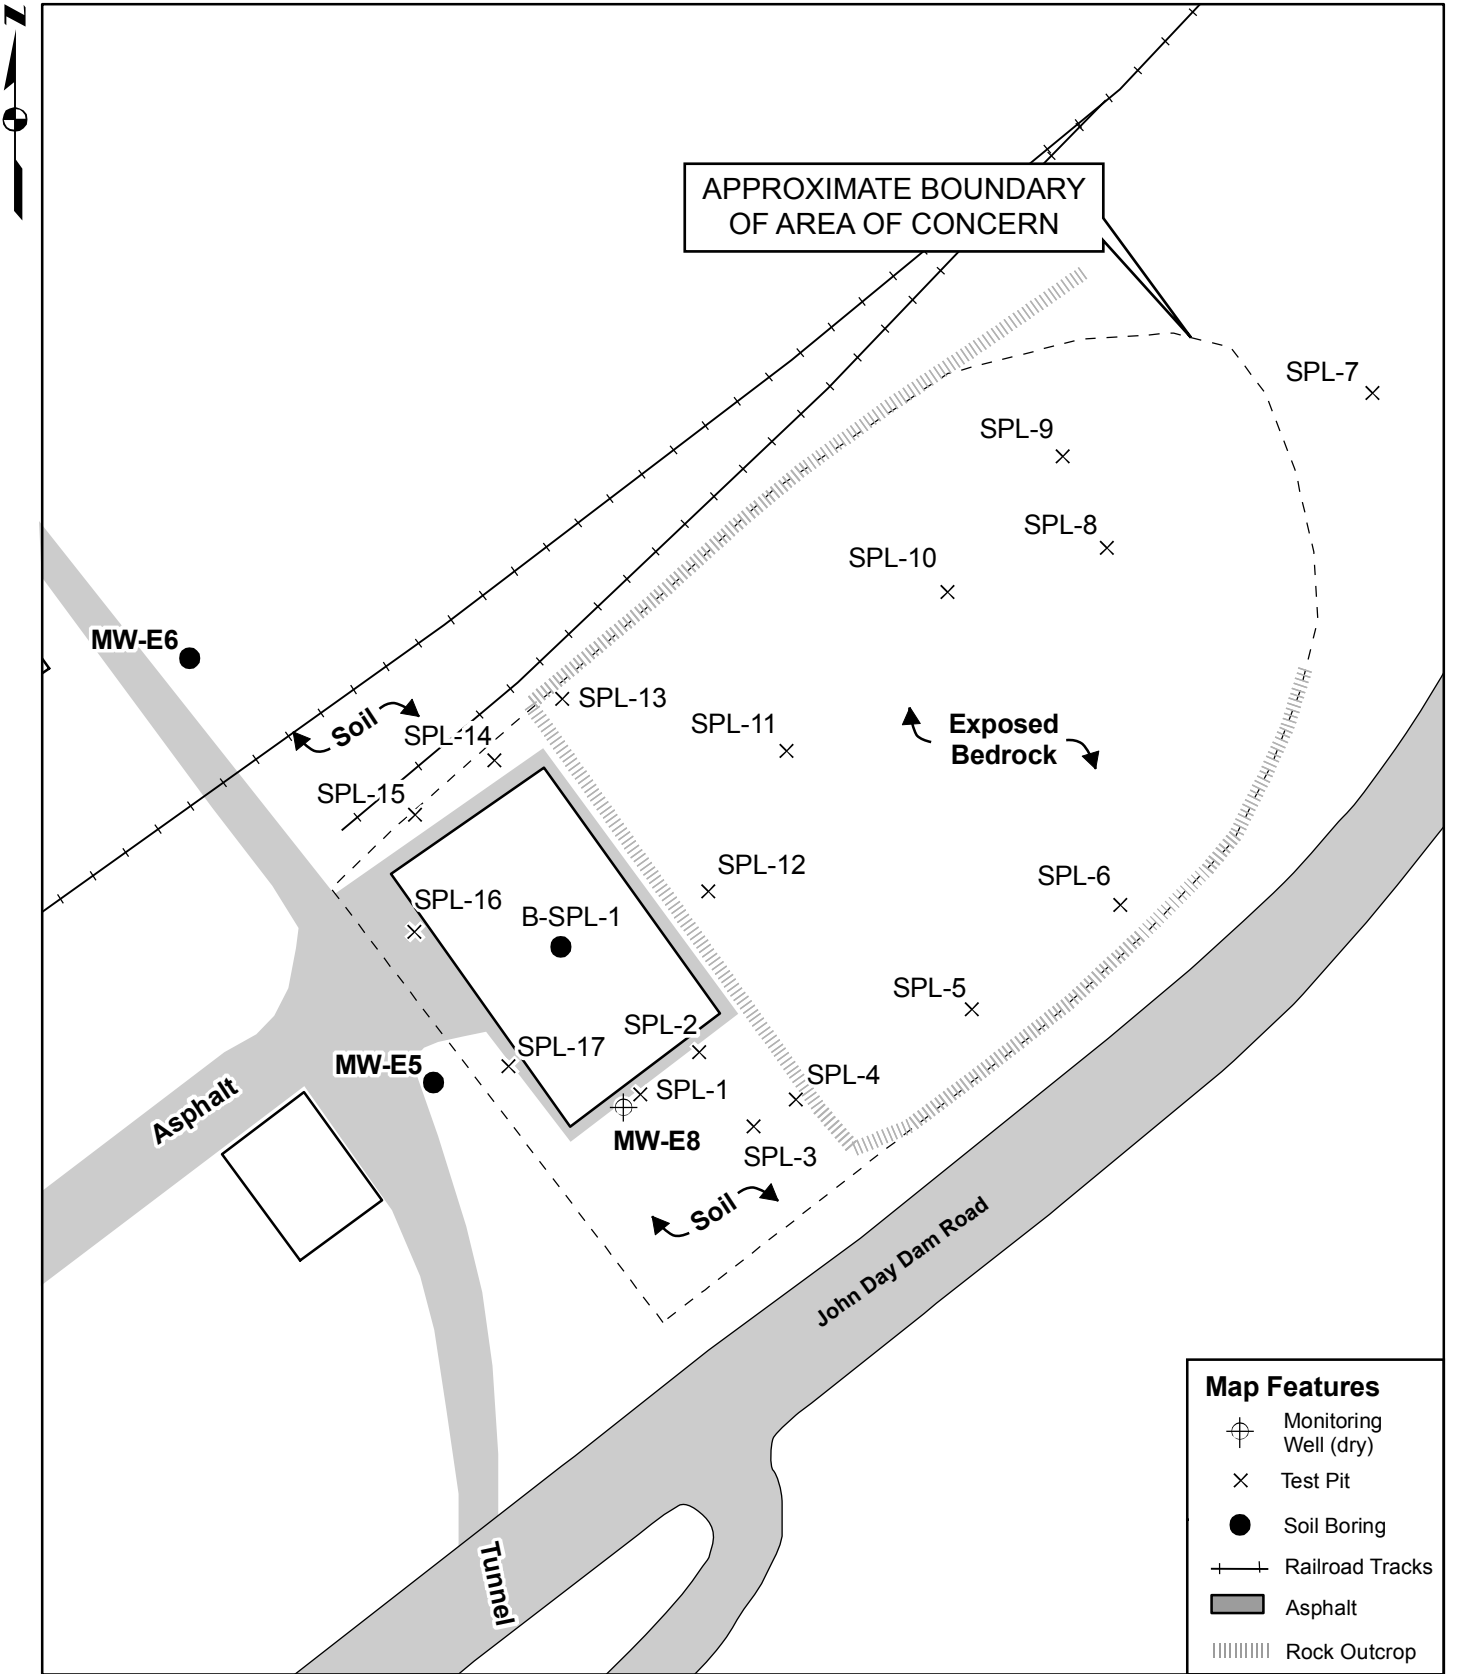 N
APPROXIMATE BOUNDARY
OF AREA OF CONCERN
SPL-7
SPL-9
SPL-8
SPL-10
MW-E6
SPL-13
Soil
SPL-14
SPL-11
Exposed
Bedrock
SPL-15
SPL-12
SPL-6
SPL-16
B-SPL-1
SPL-5
SPL-2
SPL-17
MW-E5
SPL-4
SPL-1
Asphalt
MW-E8
SPL-3
Soil
John Day Dam Road
Tunnel
Map Features
Monitoring
Well (dry)
Test Pit
Soil Boring
Railroad Tracks
Asphalt
Rock Outcrop